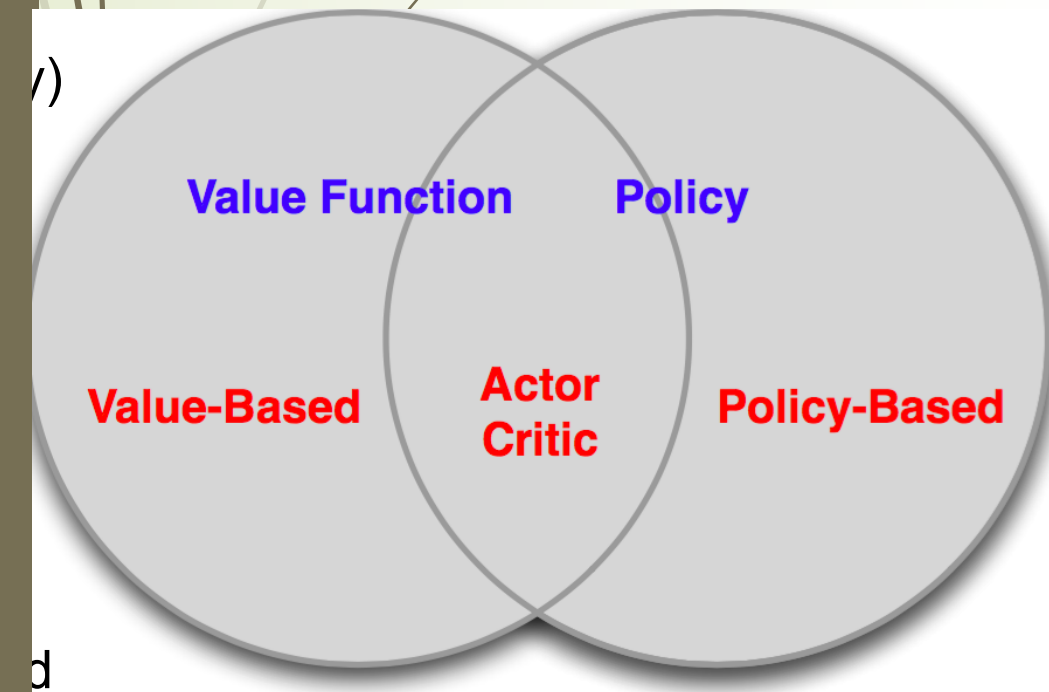 y)
Value Function
Policy
Actor
Critic
Value-Based
Policy-Based
d